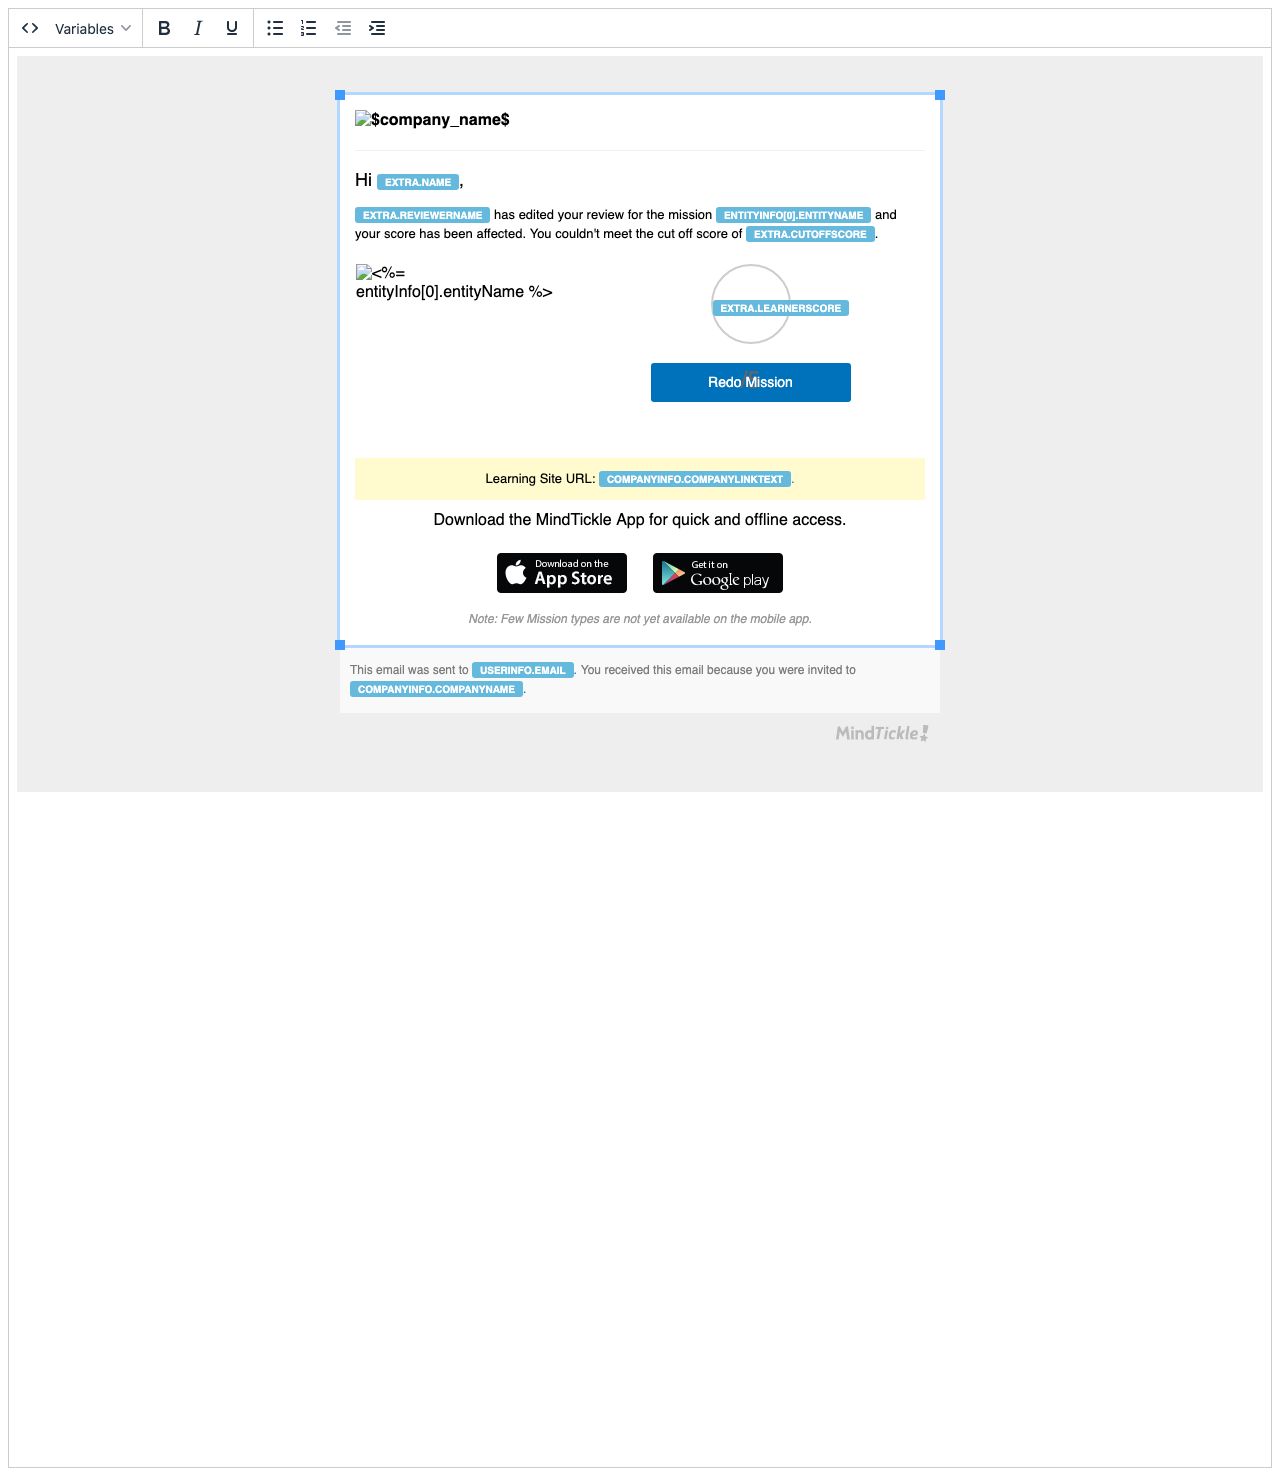 Variables
$company_name$
Hi EXTRA.NAME,
EXTRA.REVIEWERNAME has edited your review for the mission ENTITYINFO[0].ENTITYNAME and
your score has been affected. You couldn't meet the cut off score of EXTRA.CUTOFFSCORE.
<%=
entityInfo[0].entityName %>
EXTRA.LEARNERSCORE
Redo Mission
Learning Site URL: COMPANYINFO.COMPANYLINKTEXT.
Download the MindTickle App for quick and offline access.
Download on the
App Store
Get it on
Google play
Note: Few Mission types are not yet available on the mobile app.
This email was sent to USERINFO.EMAIL. You received this email because you were invited to
COMPANYINFO.COMPANYNAME.
MindTickle!